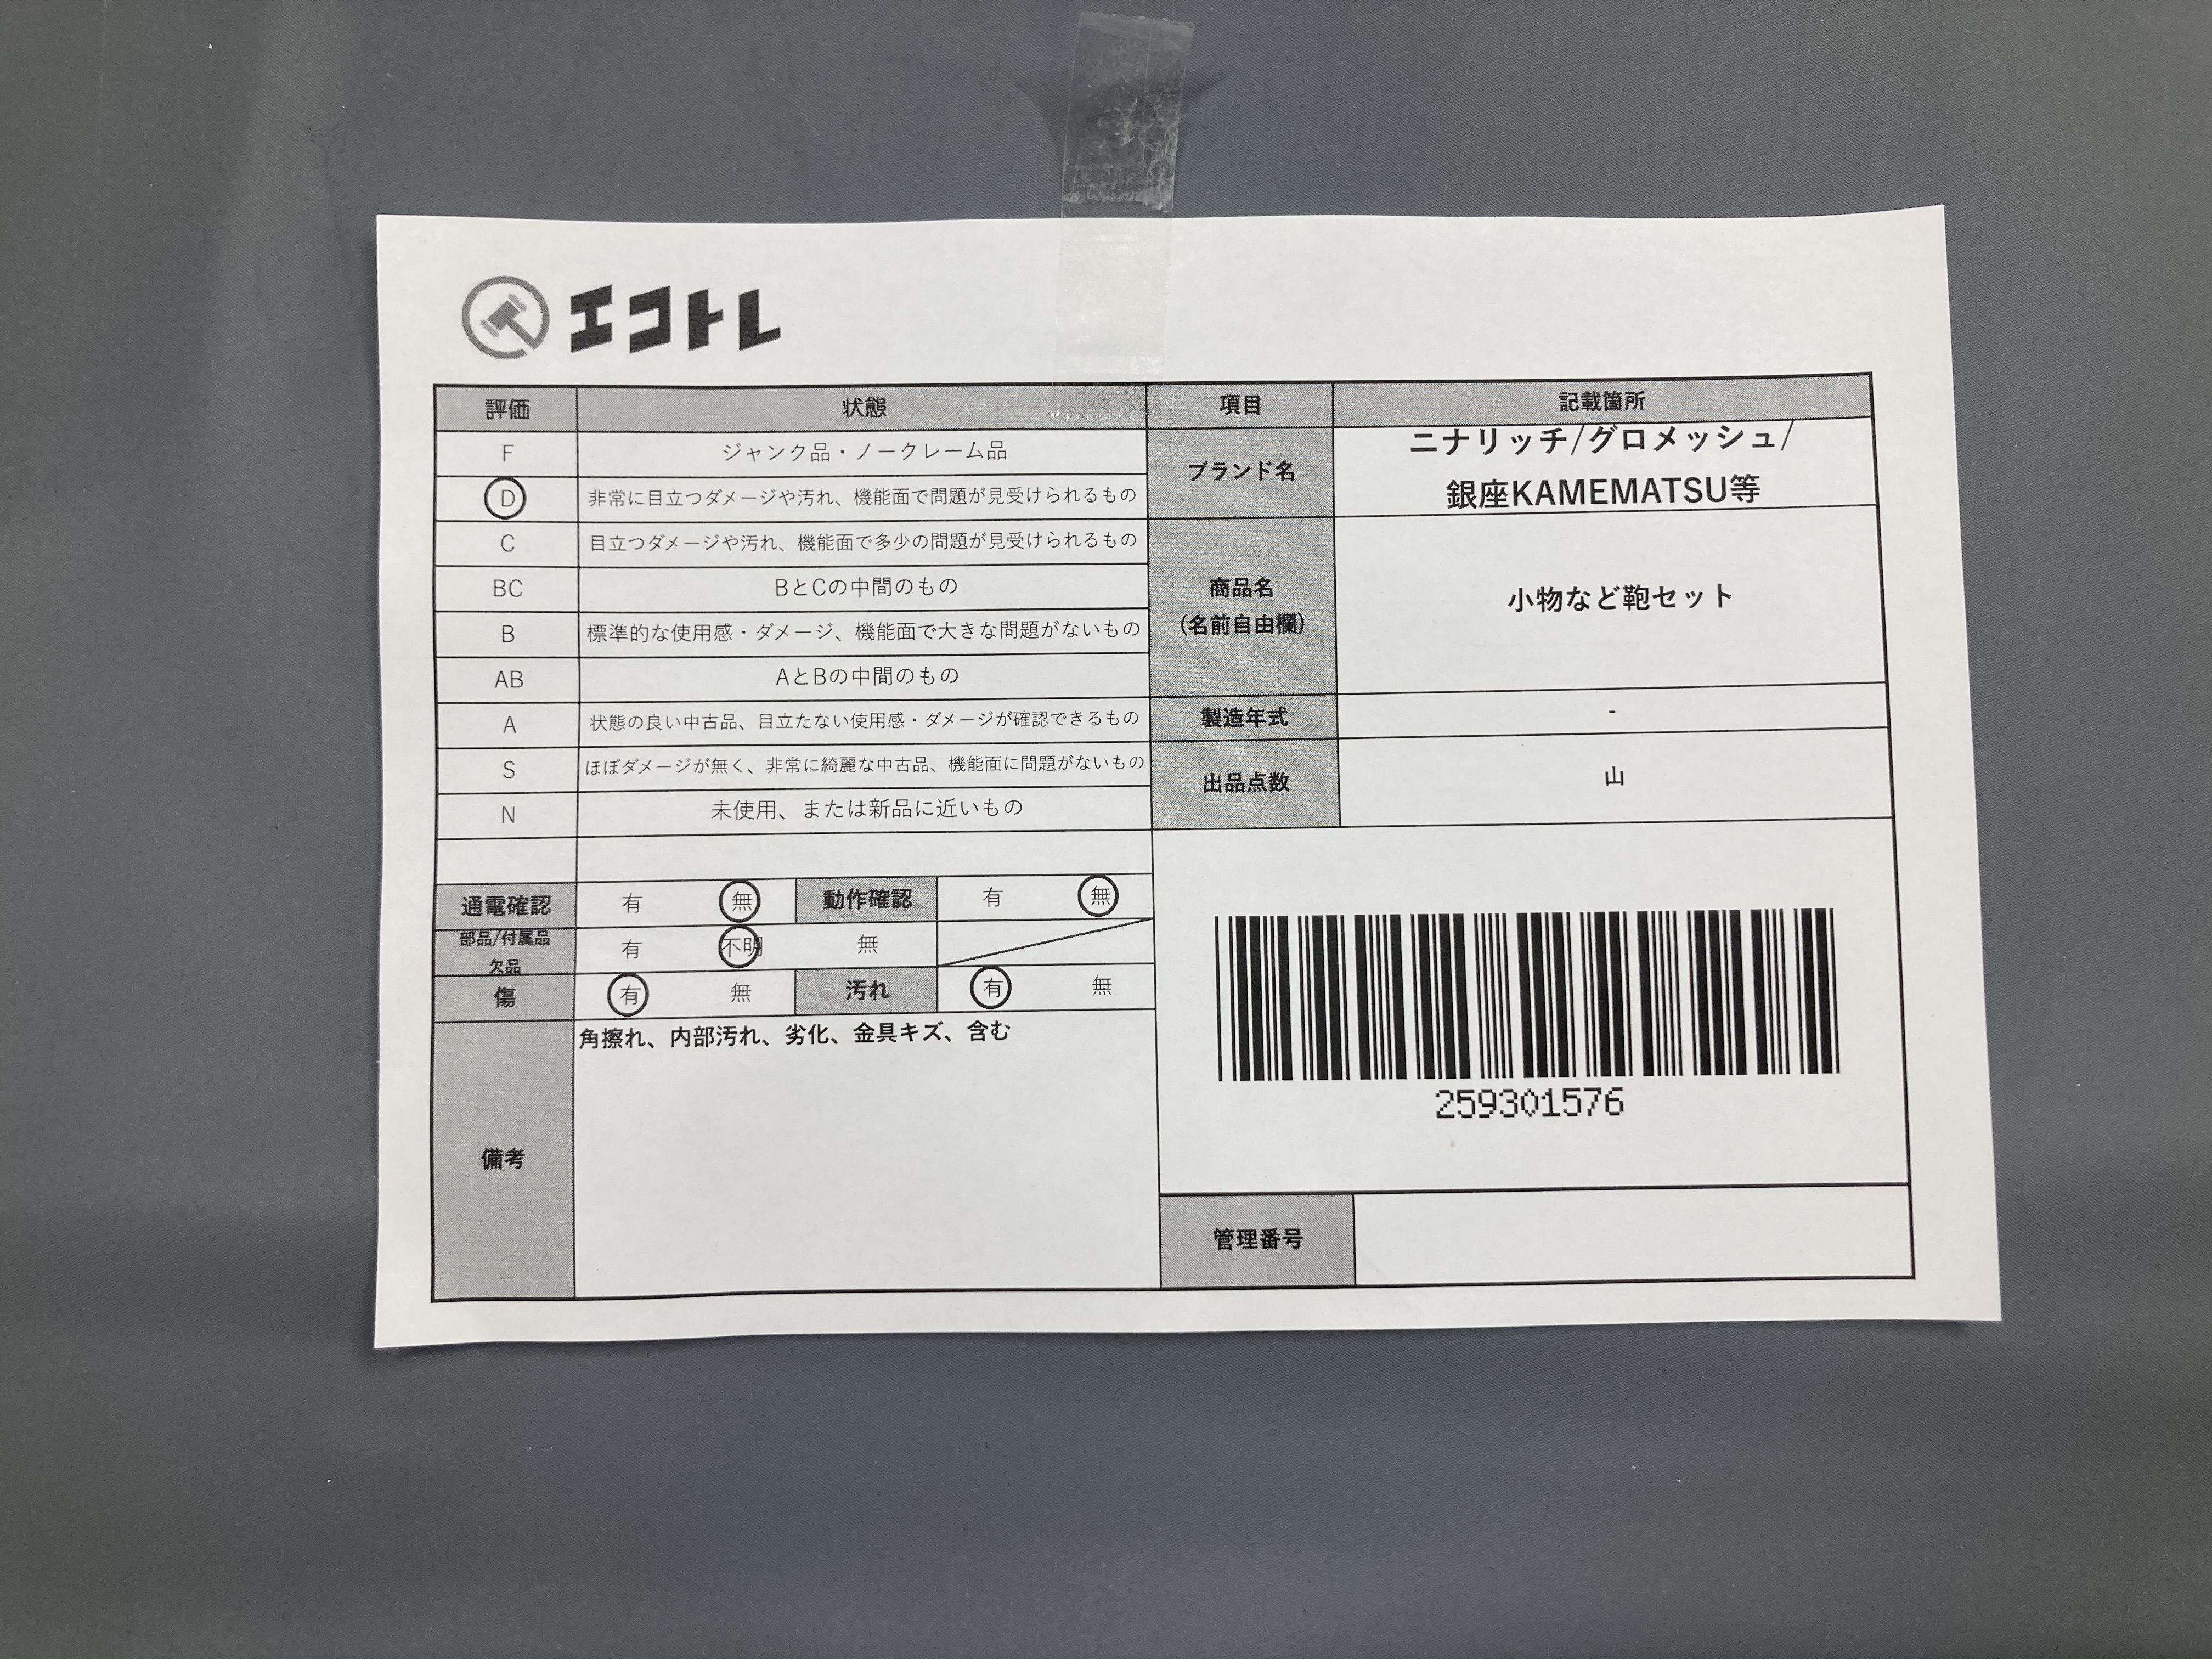 エコトレ
評価 状態 項目 記載箇所
F ジャンク品・ノークレーム品
D 非常に目立つダメージや汚れ、機能面で問題が見受けられるもの
C 目立つダメージや汚れ、機能面で多少の問題が見受けられるもの
BC BとCの中間のもの
B 標準的な使用感・ダメージ、機能面で大きな問題がないもの
AB AとBの中間のもの
A 状態の良い中古品、目立たない使用感・ダメージが確認できるもの
S ほぼダメージが無く、非常に綺麗な中古品、機能面に問題がないもの
N 未使用、または新品に近いもの
ブランド名
ニナリッチ/グロメッシュ/
銀座KAMEMATSU等
商品名
(名前自由欄)
小物など鞄セット
製造年式 -
出品点数 山
通電確認 有 無 動作確認 有 無
部品/付属品
欠品
有 不明 無
傷 有 無 汚れ 有 無
備考
角擦れ、内部汚れ、劣化、金具キズ、含む
259301576
管理番号